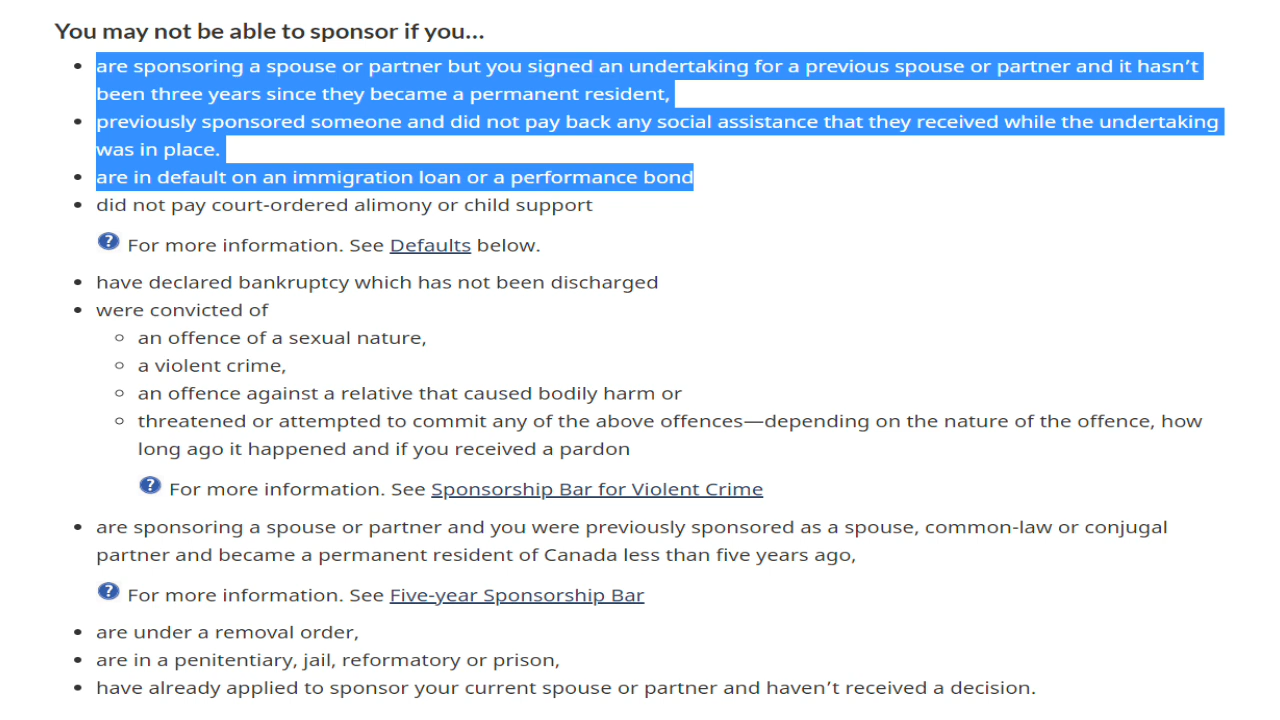 You may not be able to sponsor if you...
• are sponsoring a spouse or partner but you signed an undertaking for a previous spouse or partner and it hasn’t
been three years since they became a permanent resident,
• previously sponsored someone and did not pay back any social assistance that they received while the undertaking
was in place.
• are in default on an immigration loan or a performance bond
• did not pay court-ordered alimony or child support
? For more information. See Defaults below.
• have declared bankruptcy which has not been discharged
• were convicted of
◦ an offence of a sexual nature,
◦ a violent crime,
◦ an offence against a relative that caused bodily harm or
◦ threatened or attempted to commit any of the above offences—depending on the nature of the offence, how
long ago it happened and if you received a pardon
? For more information. See Sponsorship Bar for Violent Crime
• are sponsoring a spouse or partner and you were previously sponsored as a spouse, common-law or conjugal
partner and became a permanent resident of Canada less than five years ago,
? For more information. See Five-year Sponsorship Bar
• are under a removal order,
• are in a penitentiary, jail, reformatory or prison,
• have already applied to sponsor your current spouse or partner and haven’t received a decision.